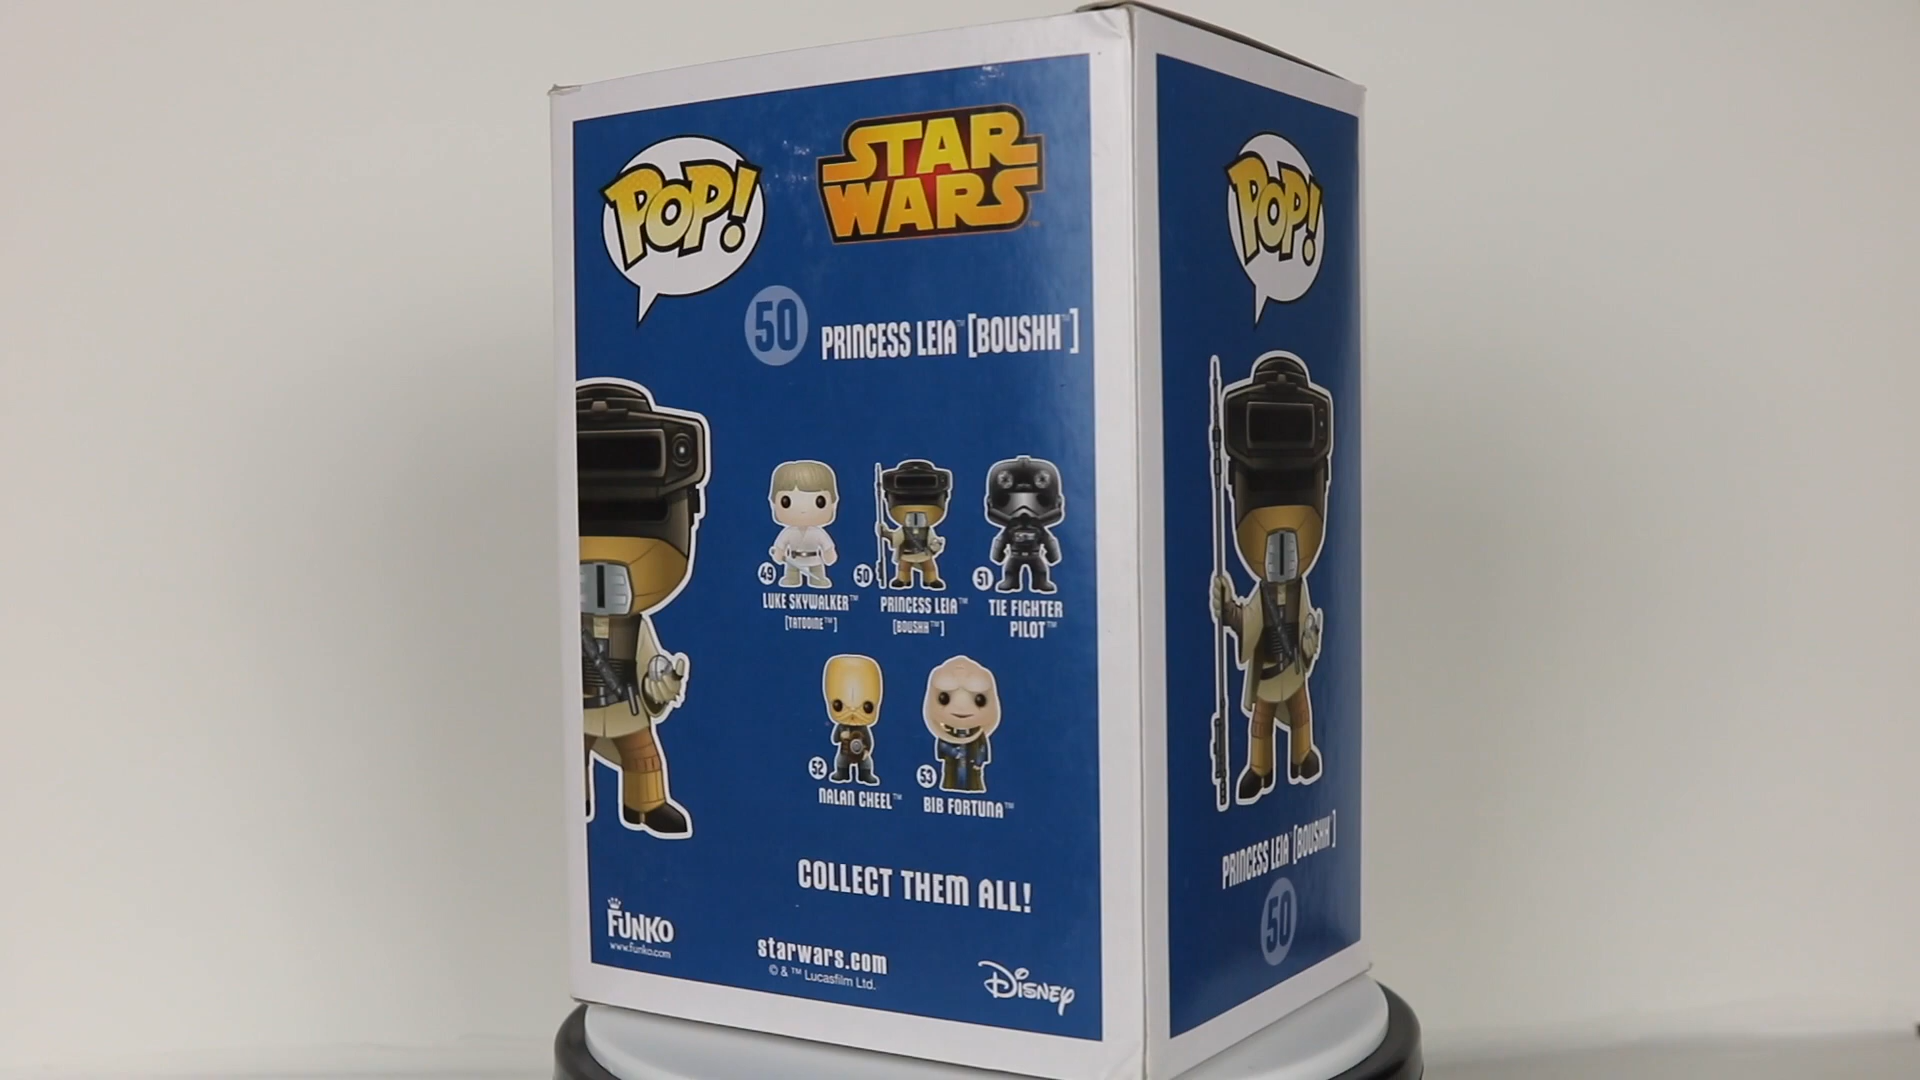 POP!
STAR
WARS™
50 PRINCESS LEIA™ [BOUSHH™]
49
LUKE SKYWALKER™
[TATOOINE™]
50
PRINCESS LEIA™
[BOUSHH™]
51
TIE FIGHTER
PILOT™
52
NALAN CHEEL™
53
BIB FORTUNA™
COLLECT THEM ALL!
FUNKO
www.funko.com
starwars.com
© & ™ Lucasfilm Ltd.
Disney
POP!
PRINCESS LEIA™ [BOUSHH™]
50